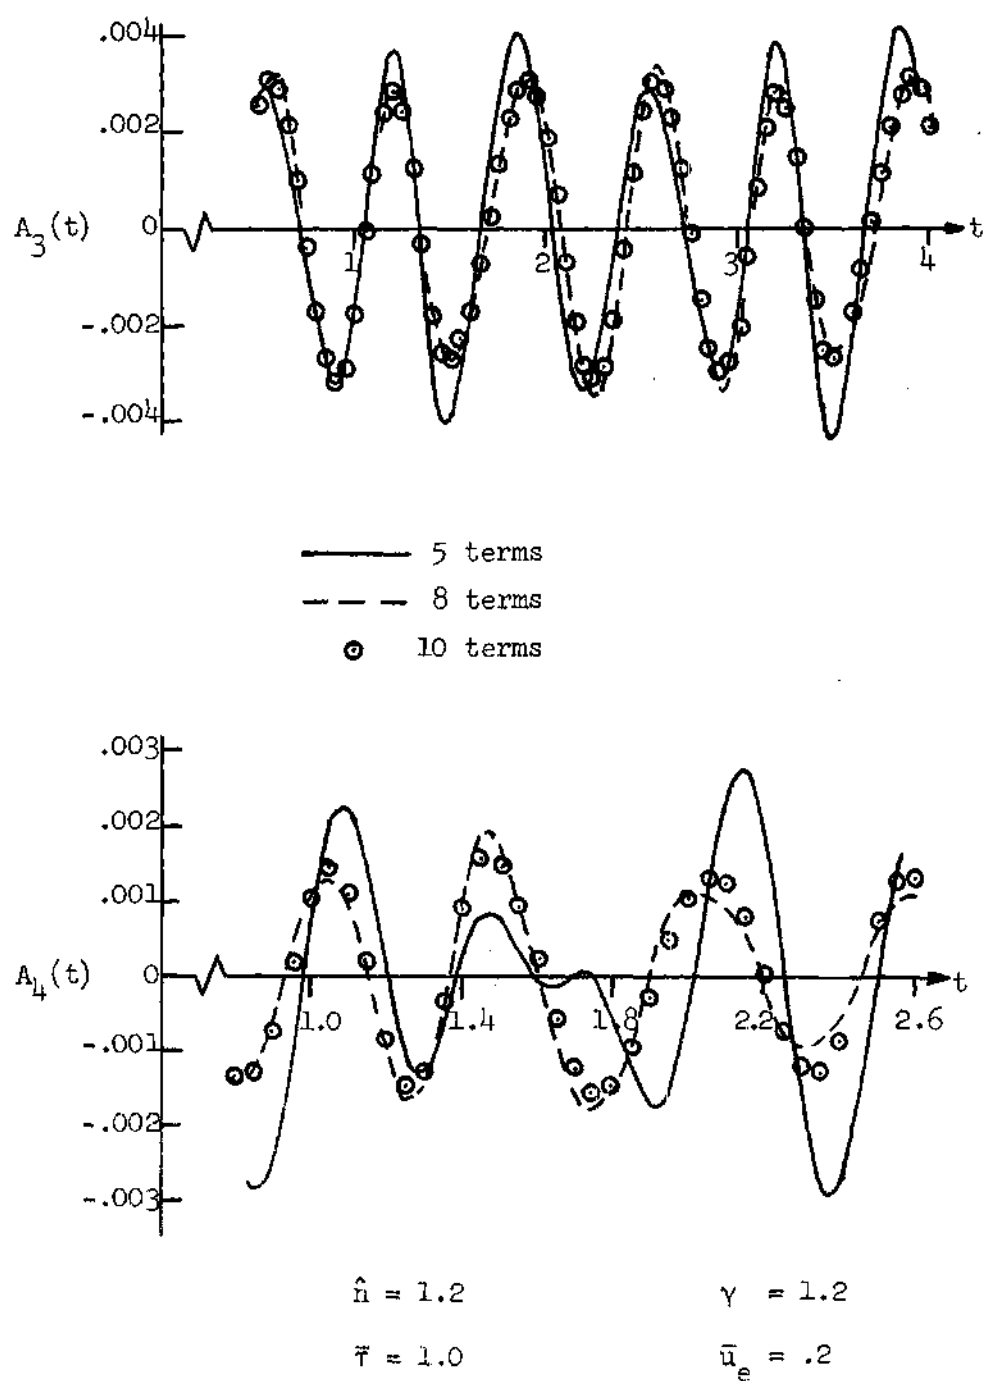 .004
.002
A3(t) 0 t
1 2 3 4
-.002
-.004
5 terms
8 terms
10 terms
.003
.002
.001
A4(t) 0 t
1.0 1.4 1.8 2.2 2.6
-.001
-.002
-.003
n̂ = 1.2 γ = 1.2
τ̄ = 1.0 ūe = .2